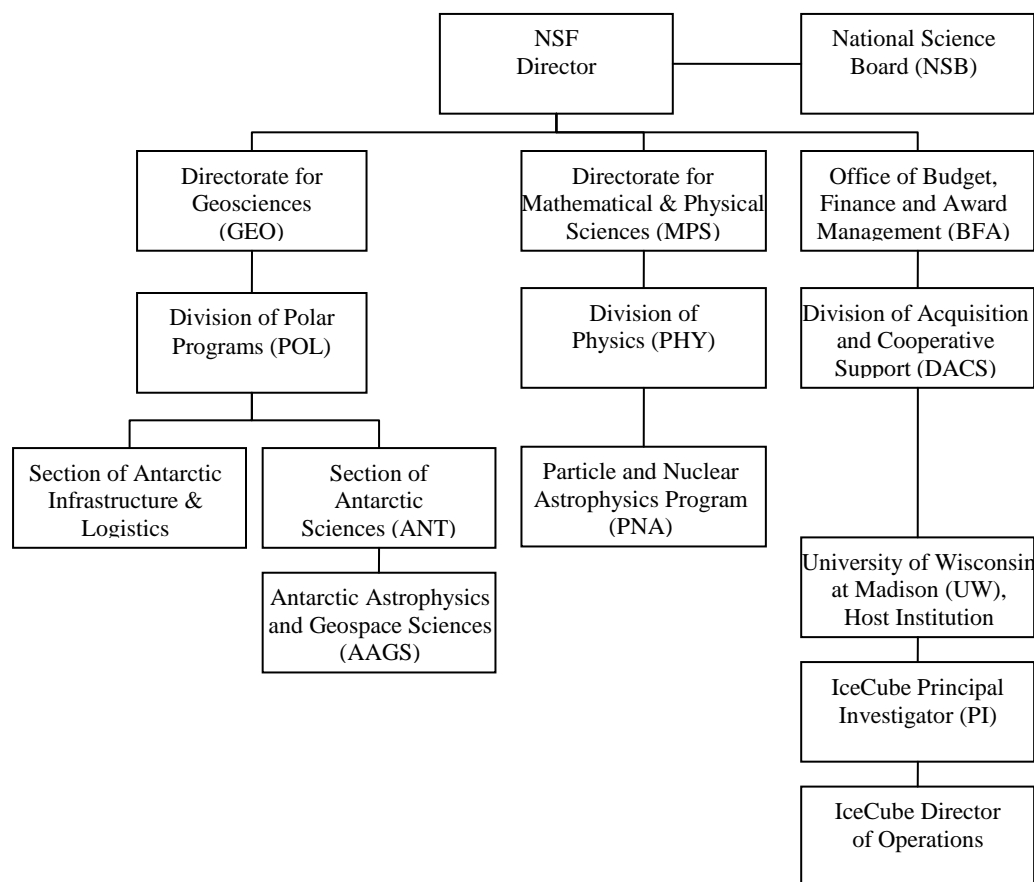 NSF
Director
National Science
Board (NSB)
Directorate for
Geosciences
(GEO)
Directorate for
Mathematical & Physical
Sciences (MPS)
Office of Budget,
Finance and Award
Management (BFA)
Division of Polar
Programs (POL)
Division of
Physics (PHY)
Division of Acquisition
and Cooperative
Support (DACS)
Section of Antarctic
Infrastructure &
Logistics
Section of
Antarctic
Sciences (ANT)
Particle and Nuclear
Astrophysics Program
(PNA)
University of Wisconsin
at Madison (UW),
Host Institution
Antarctic Astrophysics
and Geospace Sciences
(AAGS)
IceCube Principal
Investigator (PI)
IceCube Director
of Operations